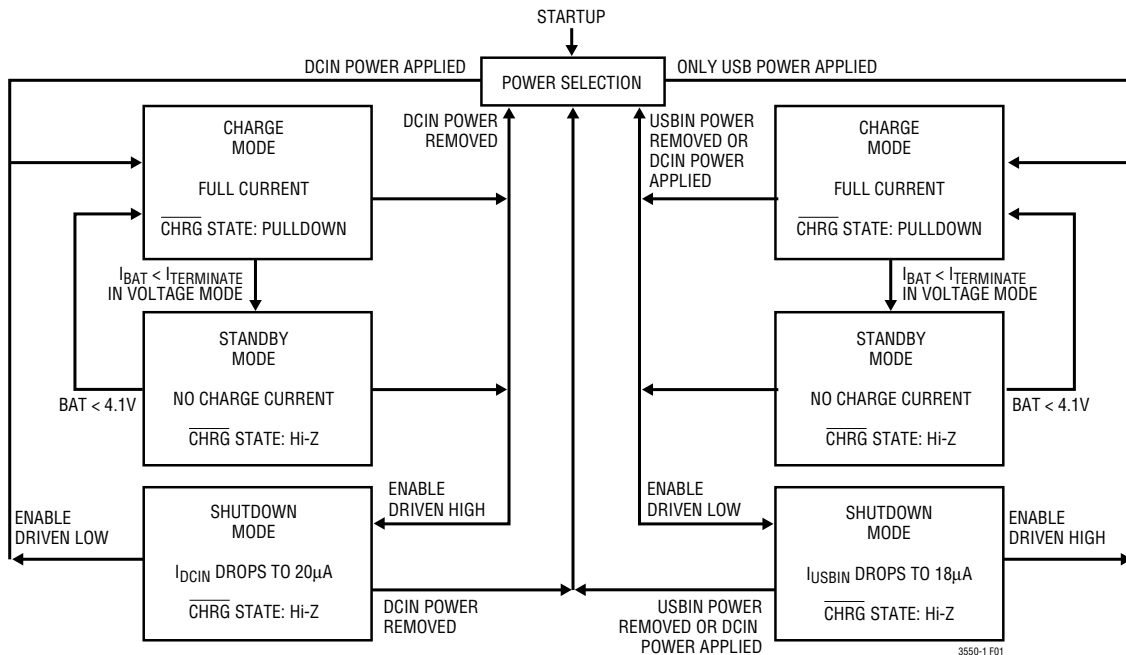 STARTUP
DCIN POWER APPLIED
POWER SELECTION
ONLY USB POWER APPLIED
DCIN POWER
REMOVED
USBIN POWER
REMOVED OR
DCIN POWER
APPLIED
CHARGE
MODE
FULL CURRENT
CHRG STATE: PULLDOWN
CHARGE
MODE
FULL CURRENT
CHRG STATE: PULLDOWN
IBAT < ITERMINATE
IN VOLTAGE MODE
IBAT < ITERMINATE
IN VOLTAGE MODE
STANDBY
MODE
NO CHARGE CURRENT
CHRG STATE: Hi-Z
BAT < 4.1V
STANDBY
MODE
NO CHARGE CURRENT
CHRG STATE: Hi-Z
BAT < 4.1V
ENABLE
DRIVEN LOW
SHUTDOWN
MODE
IDCIN DROPS TO 20µA
CHRG STATE: Hi-Z
ENABLE
DRIVEN HIGH
DCIN POWER
REMOVED
ENABLE
DRIVEN LOW
USBIN POWER
REMOVED OR DCIN
POWER APPLIED
SHUTDOWN
MODE
IUSBIN DROPS TO 18µA
CHRG STATE: Hi-Z
ENABLE
DRIVEN HIGH
3550-1 F01